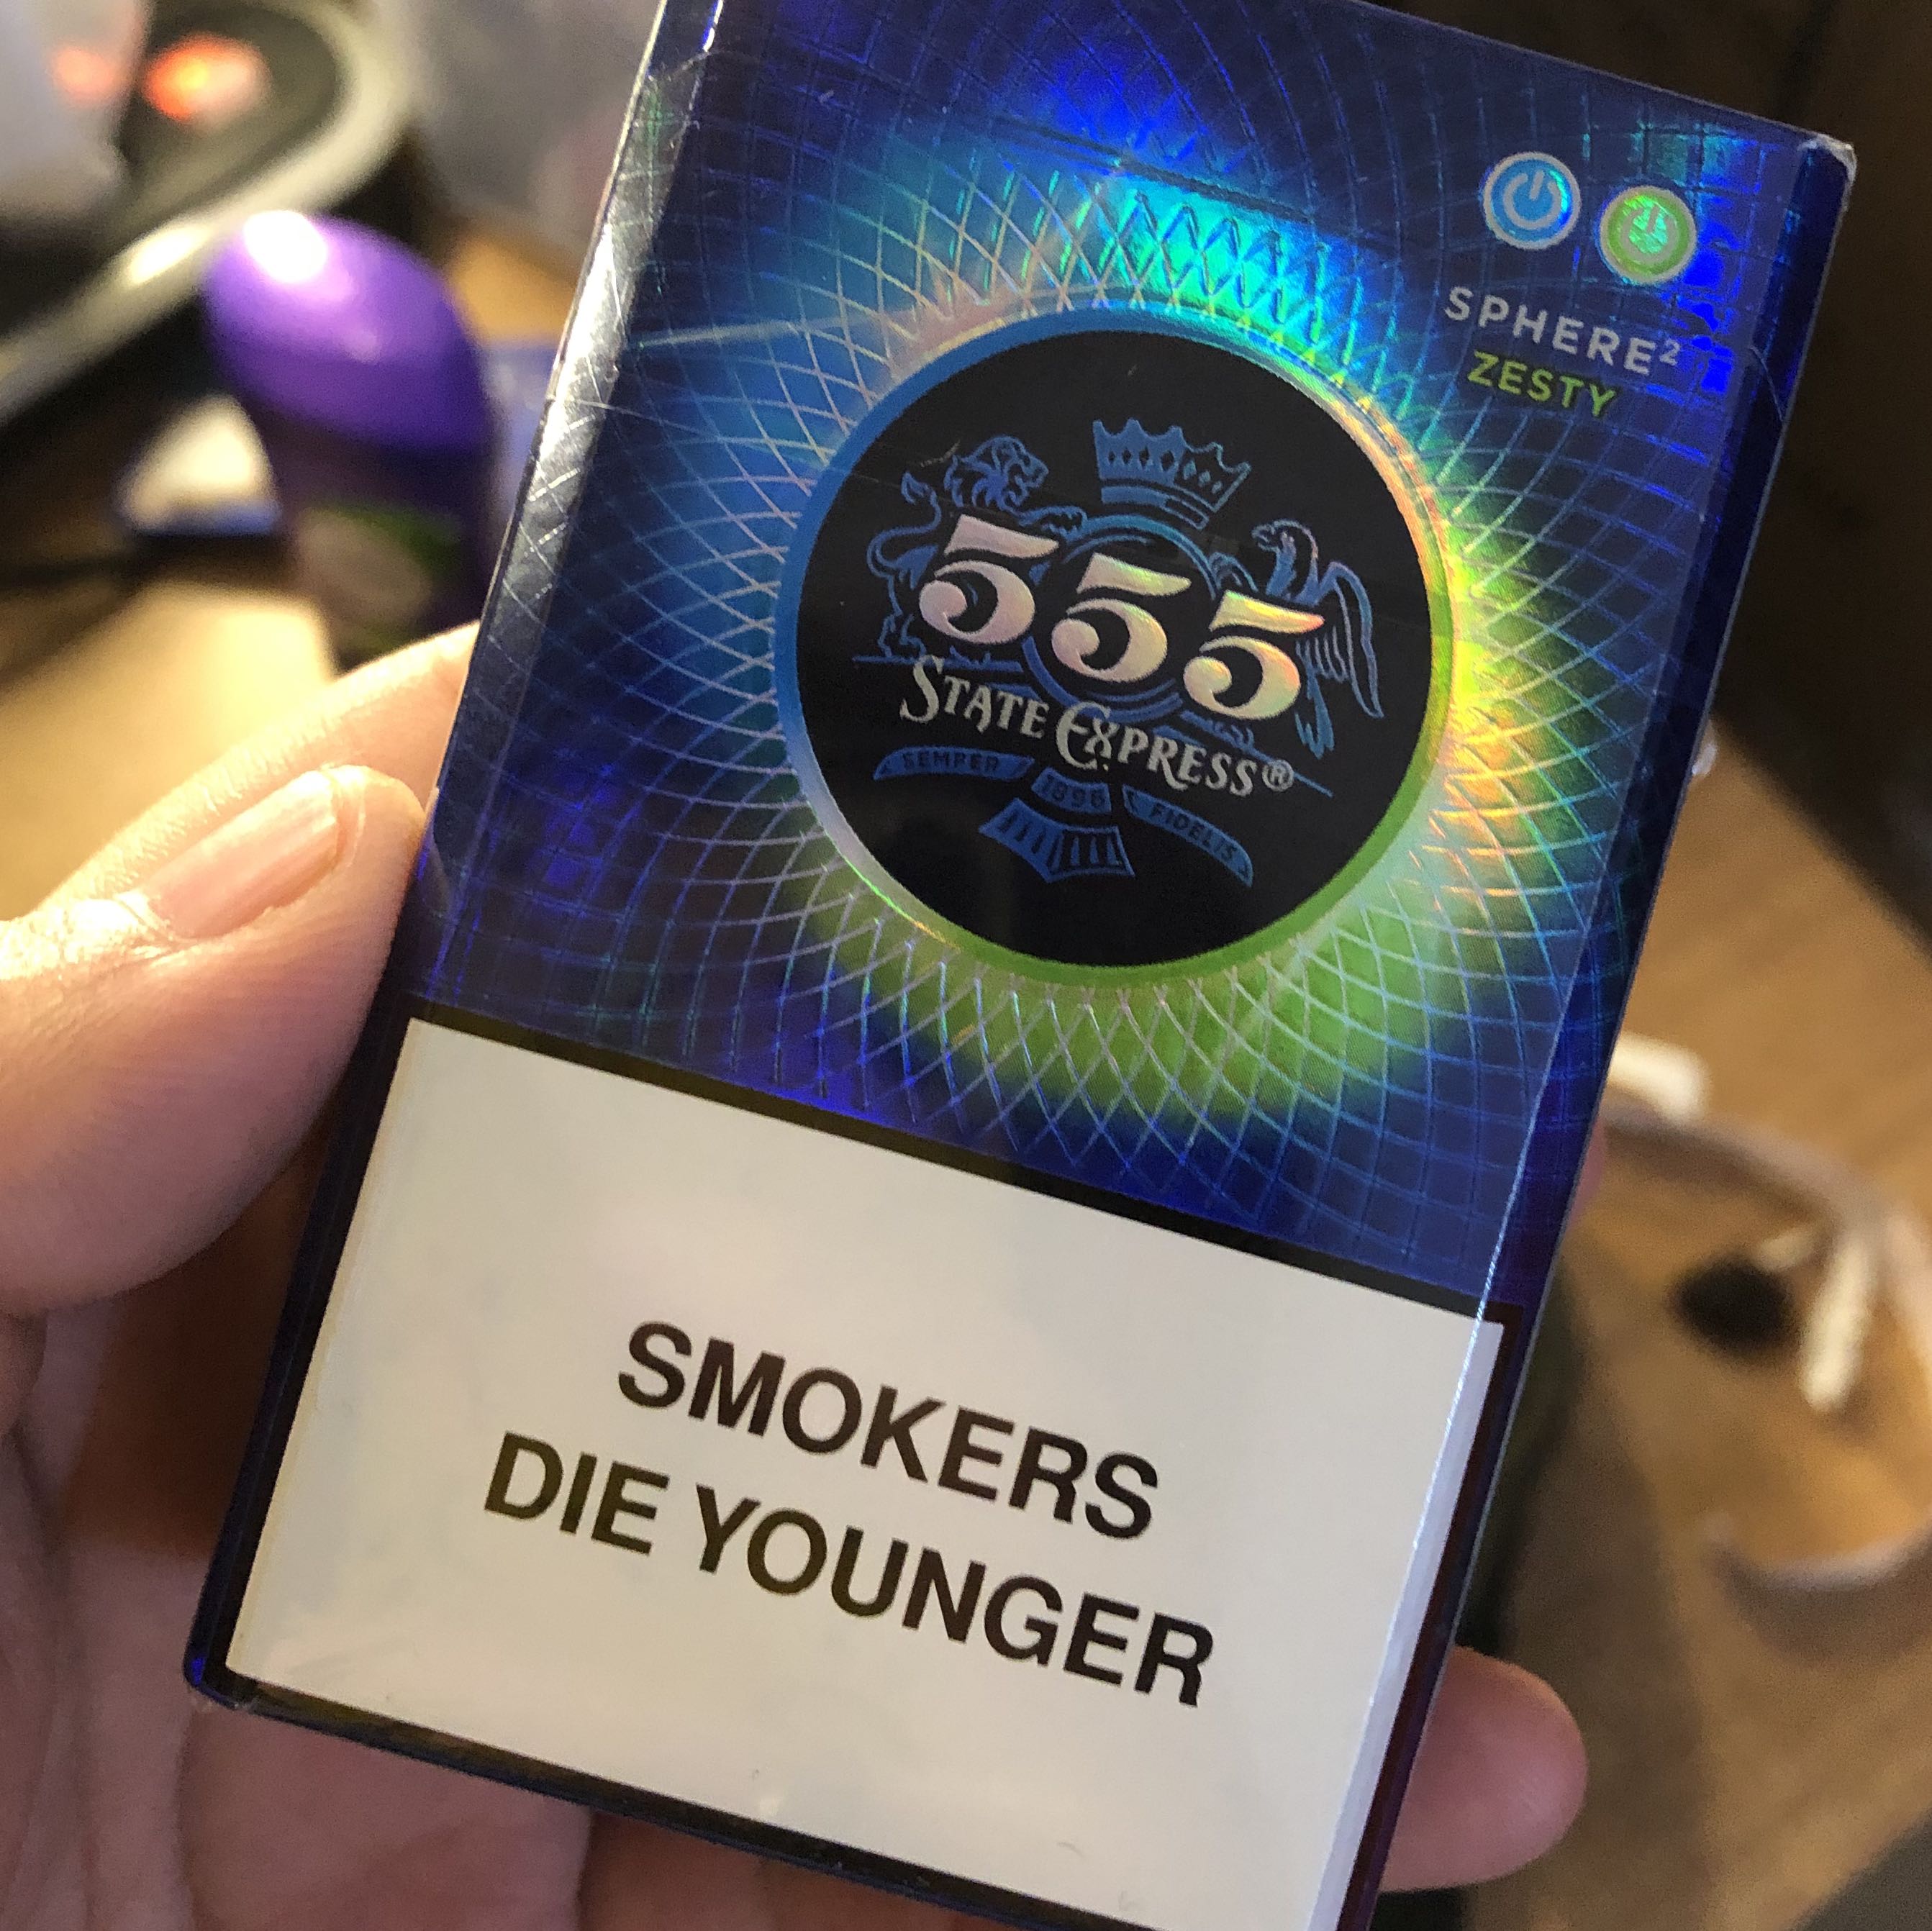 SPHERE²
ZESTY
555
STATE EXPRESS®
SEMPER 1896 FIDELIS
SMOKERS
DIE YOUNGER